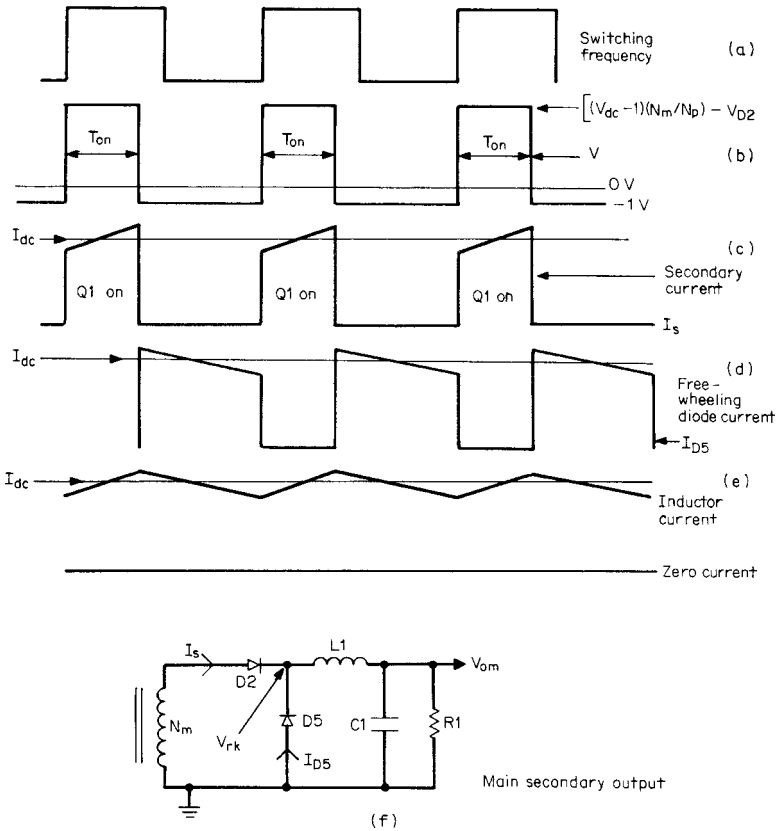 Switching
frequency
(a)
[(Vdc −1)(Nm/Np) − VD2
Ton
Ton
Ton
V
(b)
0 V
−1 V
Idc
(c)
Q1 on
Q1 on
Q1 on
Secondary
current
Is
Idc
(d)
Free-
wheeling
diode current
ID5
Idc
(e)
Inductor
current
Zero current
Is
L1
Vom
D2
Nm
Vrk
D5
C1
R1
ID5
Main secondary output
(f)